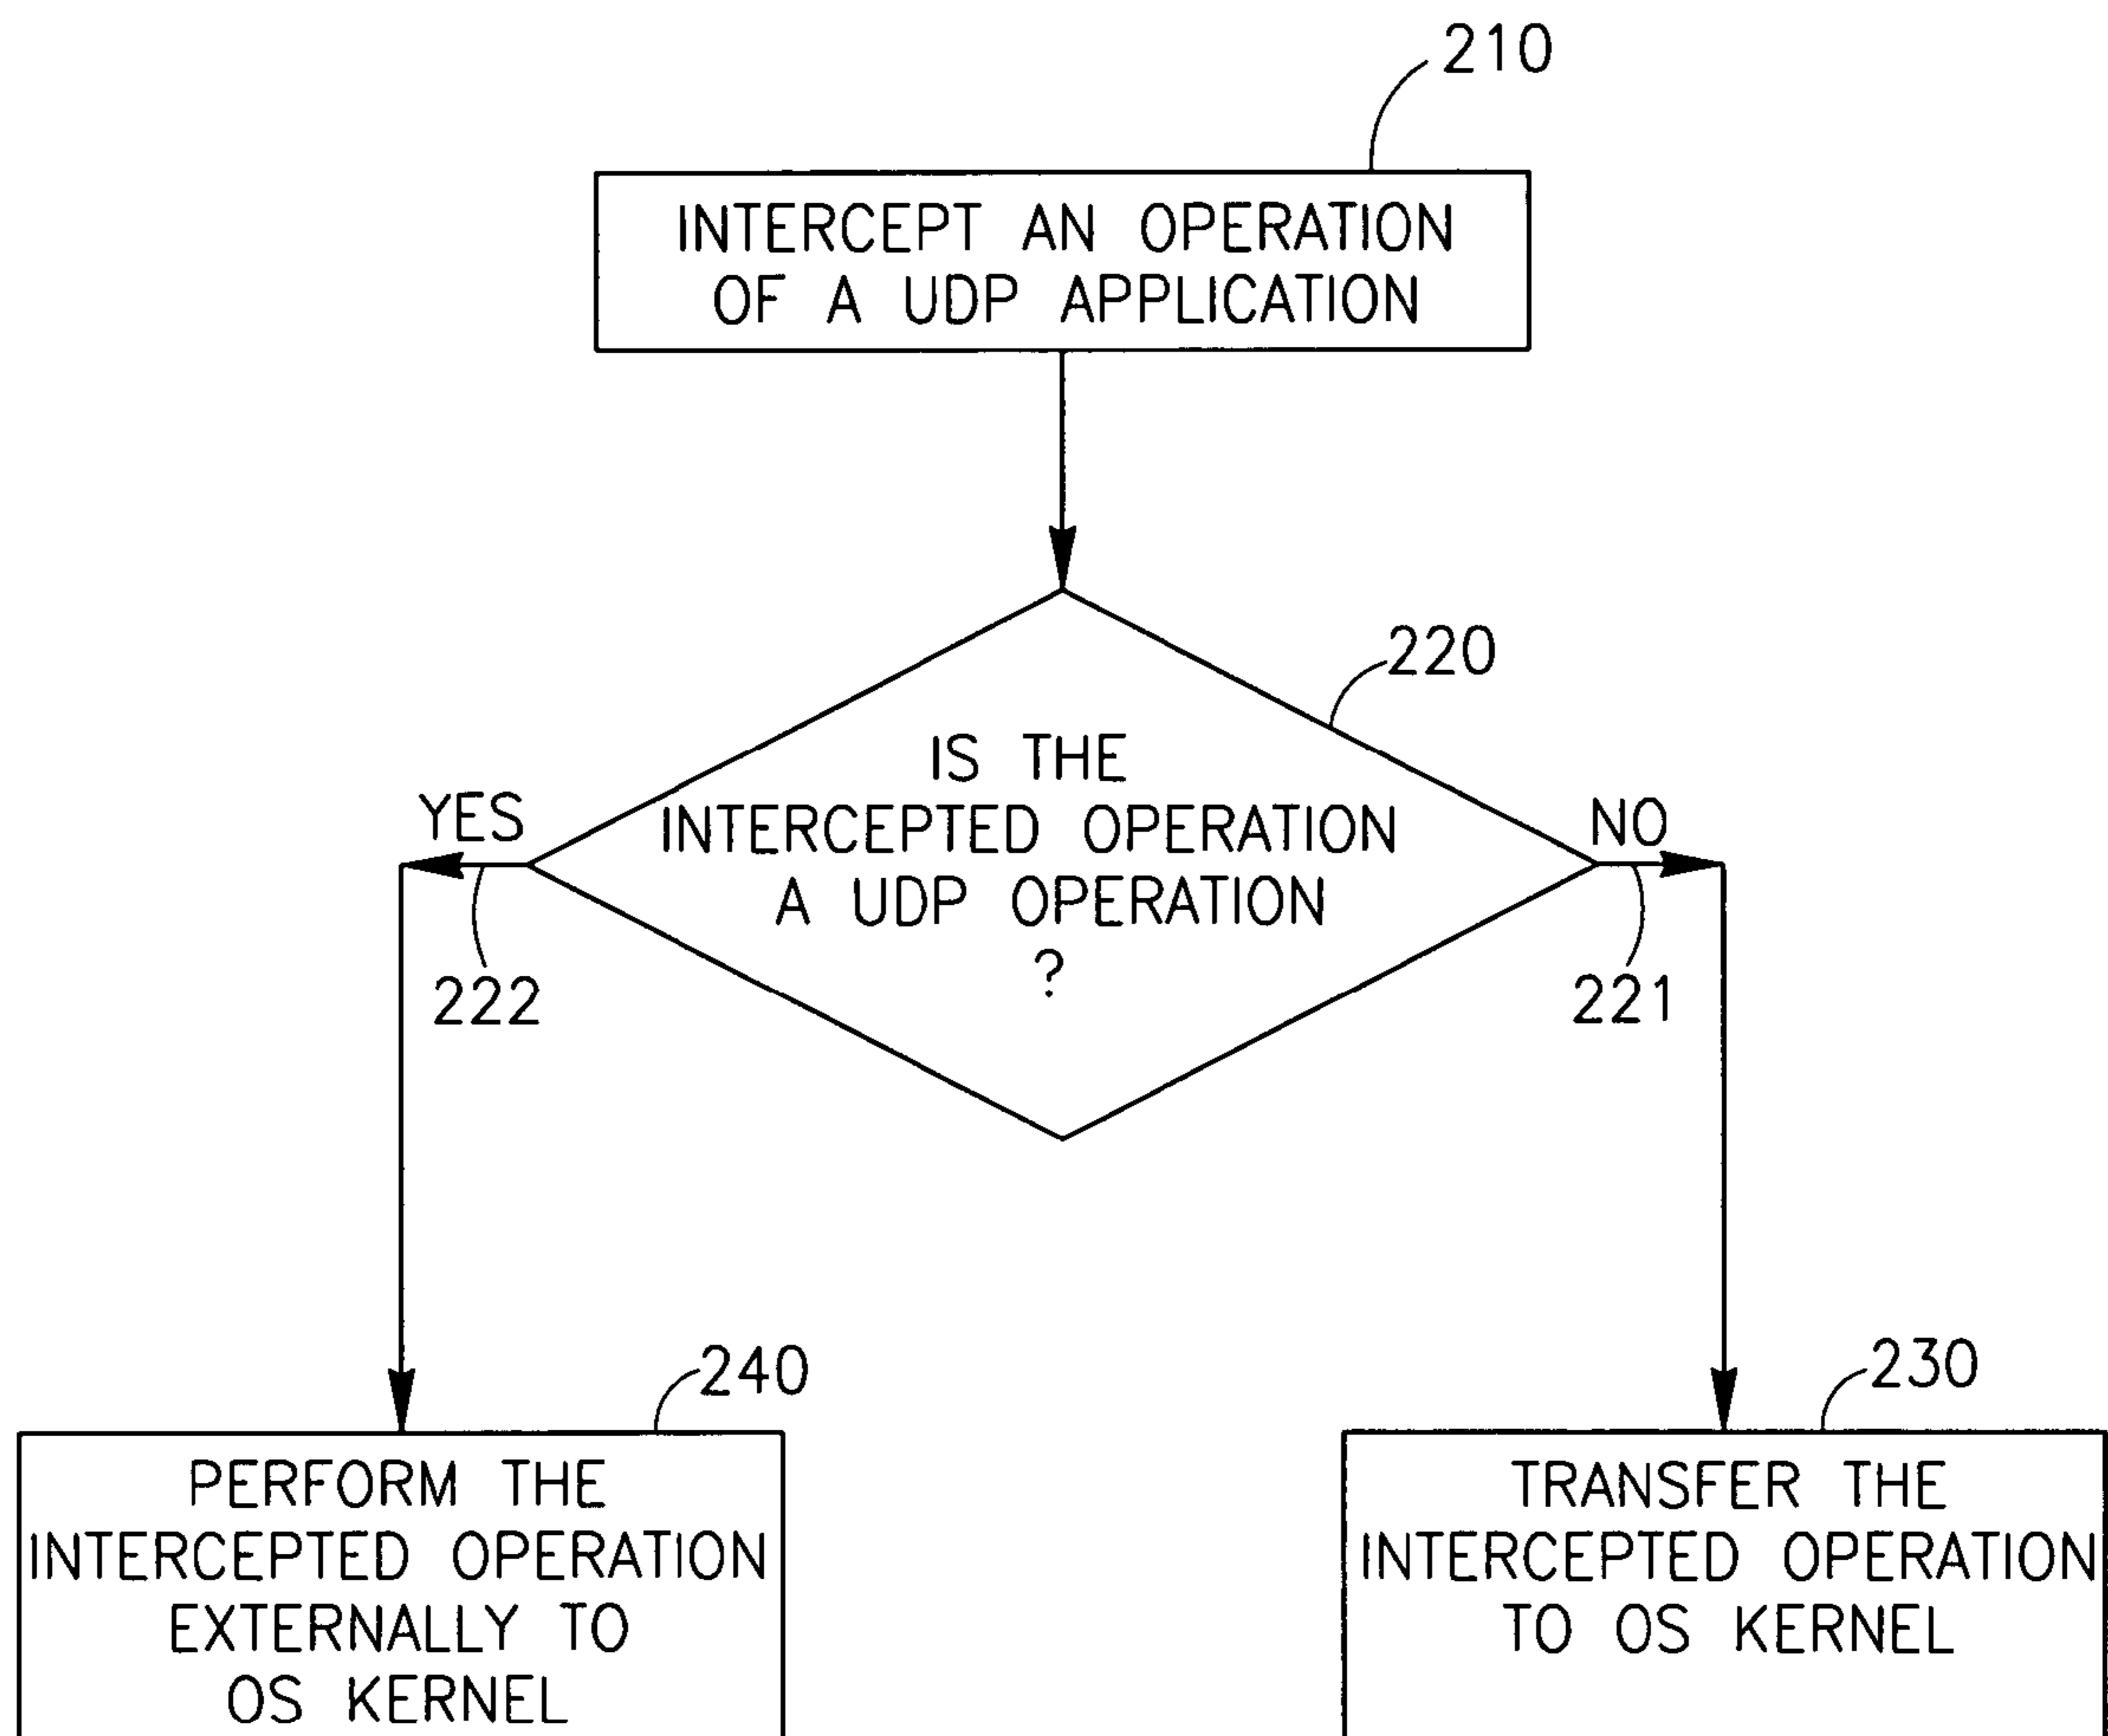 210
INTERCEPT AN OPERATION
OF A UDP APPLICATION
220
IS THE
INTERCEPTED OPERATION
A UDP OPERATION
?
YES
NO
222
221
240
PERFORM THE
INTERCEPTED OPERATION
EXTERNALLY TO
OS KERNEL
230
TRANSFER THE
INTERCEPTED OPERATION
TO OS KERNEL